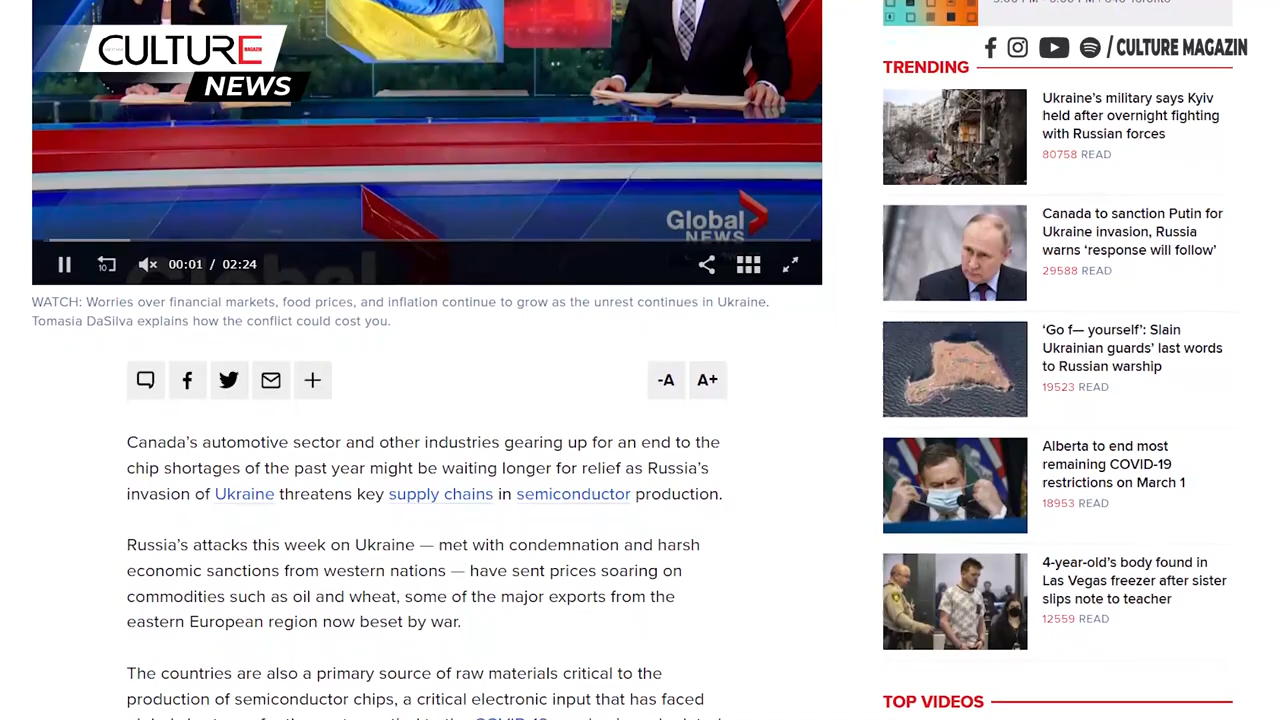 CULTURE MAGAZIN
NEWS
Global
NEWS
00:01 / 02:24
WATCH: Worries over financial markets, food prices, and inflation continue to grow as the unrest continues in Ukraine.
Tomasia DaSilva explains how the conflict could cost you.
-A A+
Canada’s automotive sector and other industries gearing up for an end to the
chip shortages of the past year might be waiting longer for relief as Russia’s
invasion of Ukraine threatens key supply chains in semiconductor production.
Russia’s attacks this week on Ukraine — met with condemnation and harsh
economic sanctions from western nations — have sent prices soaring on
commodities such as oil and wheat, some of the major exports from the
eastern European region now beset by war.
The countries are also a primary source of raw materials critical to the
production of semiconductor chips, a critical electronic input that has faced
/ CULTURE MAGAZIN
TRENDING
Ukraine’s military says Kyiv
held after overnight fighting
with Russian forces
80758 READ
Canada to sanction Putin for
Ukraine invasion, Russia
warns ‘response will follow’
29588 READ
‘Go f— yourself’: Slain
Ukrainian guards’ last words
to Russian warship
19523 READ
Alberta to end most
remaining COVID-19
restrictions on March 1
18953 READ
4-year-old’s body found in
Las Vegas freezer after sister
slips note to teacher
12559 READ
TOP VIDEOS